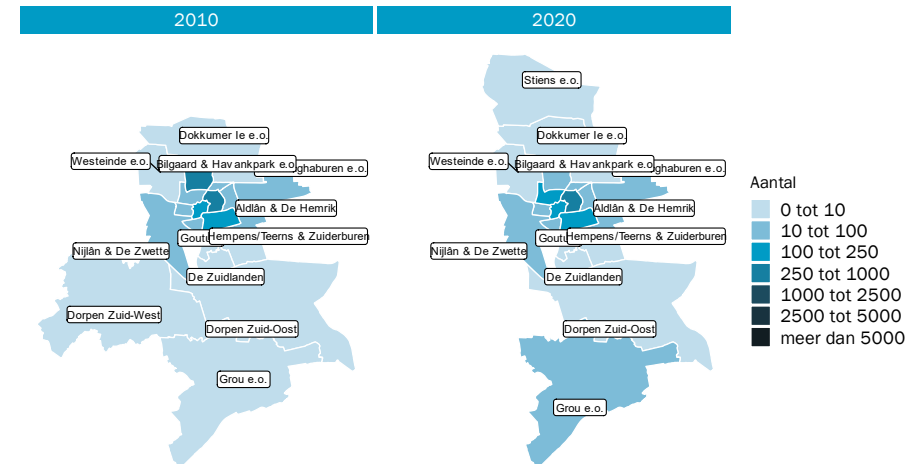 2010
2020
Stiens e.o.
Dokkumer Ie e.o.
Dokkumer Ie e.o.
Westeinde e.o.
Bilgaard & Havankpark e.o.
Westeinde e.o.
Bilgaard & Havankpark e.o.
Aldlân & De Hemrik
Aldlân & De Hemrik
Hempens/Teerns & Zuiderburen
Hempens/Teerns & Zuiderburen
Nijlân & De Zwette
Nijlân & De Zwette
De Zuidlanden
De Zuidlanden
Dorpen Zuid-West
Dorpen Zuid-Oost
Dorpen Zuid-Oost
Grou e.o.
Grou e.o.
Aantal
0 tot 10
10 tot 100
100 tot 250
250 tot 1000
1000 tot 2500
2500 tot 5000
meer dan 5000